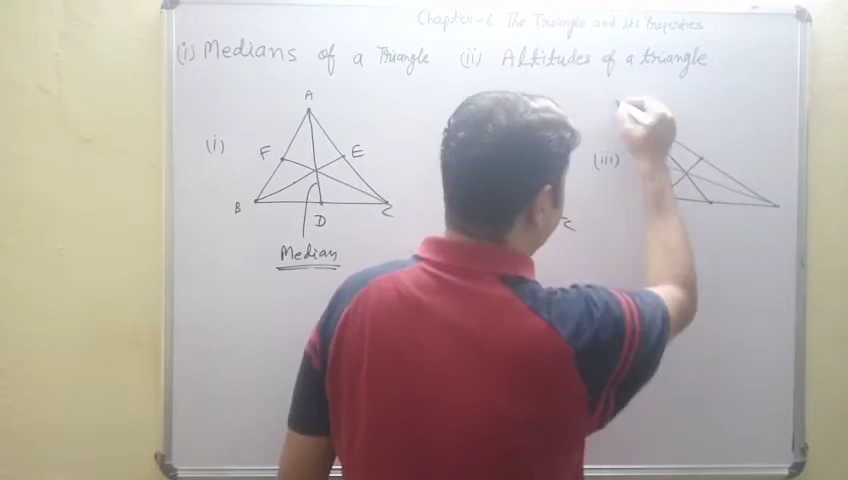 Chapter-6 The Triangle and its Properties
(i) Medians of a Triangle (ii) Altitudes of a triangle
A
(i) F E (iii)
B C C
D
Median